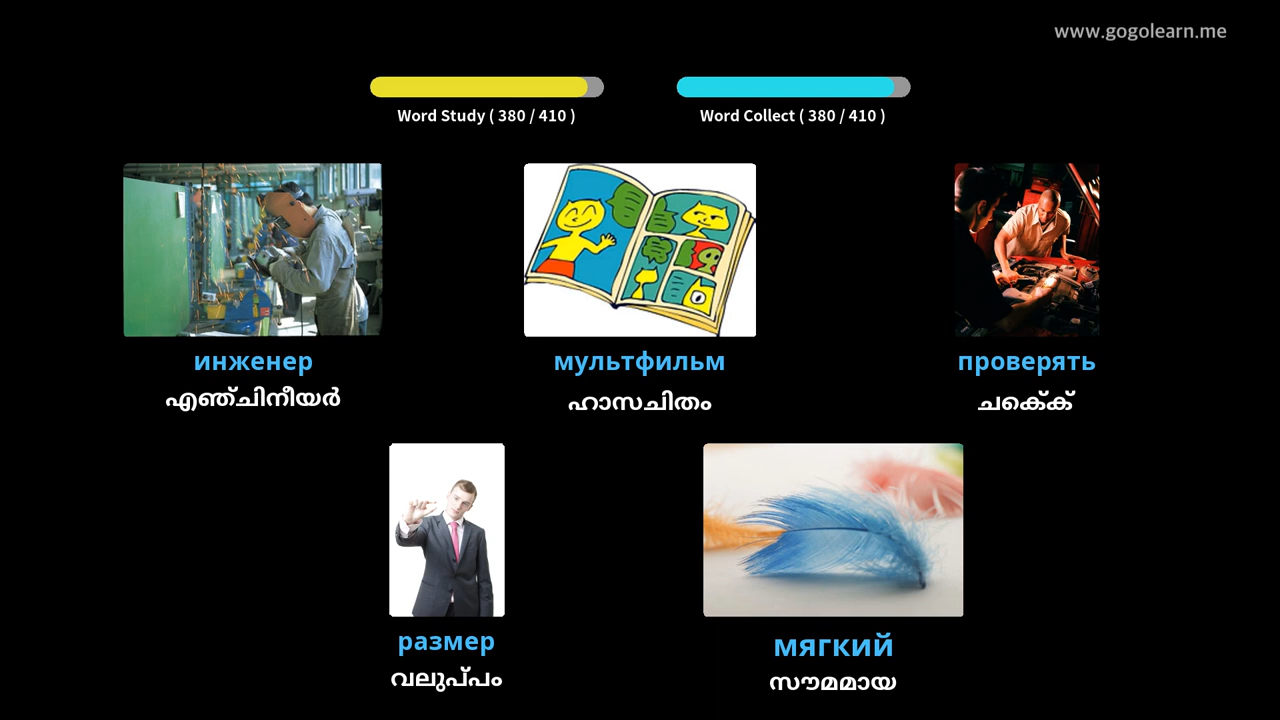 www.gogolearn.me
Word Study ( 380 / 410 )
Word Collect ( 380 / 410 )
инженер
എഞ്ചിനീയർ
мультфильм
ഹാസചിതം
проверять
ചക്കെ്
размер
വലുപ്പം
мягкий
സൗമമായ